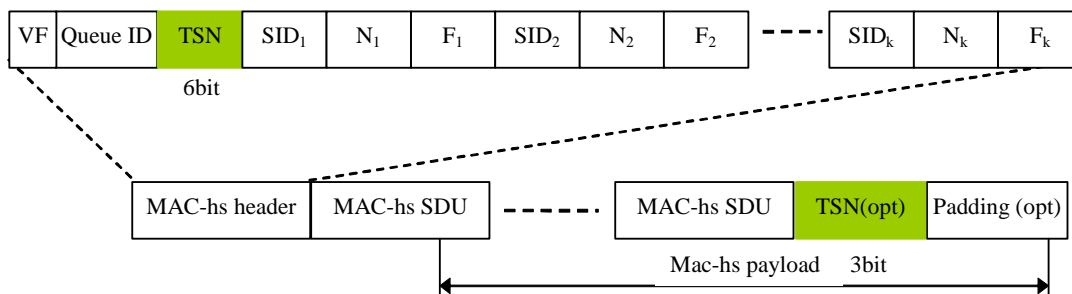 VF Queue ID TSN SID₁ N₁ F₁ SID₂ N₂ F₂ SIDₖ Nₖ Fₖ
6bit
MAC-hs header MAC-hs SDU MAC-hs SDU TSN(opt) Padding (opt)
Mac-hs payload 3bit